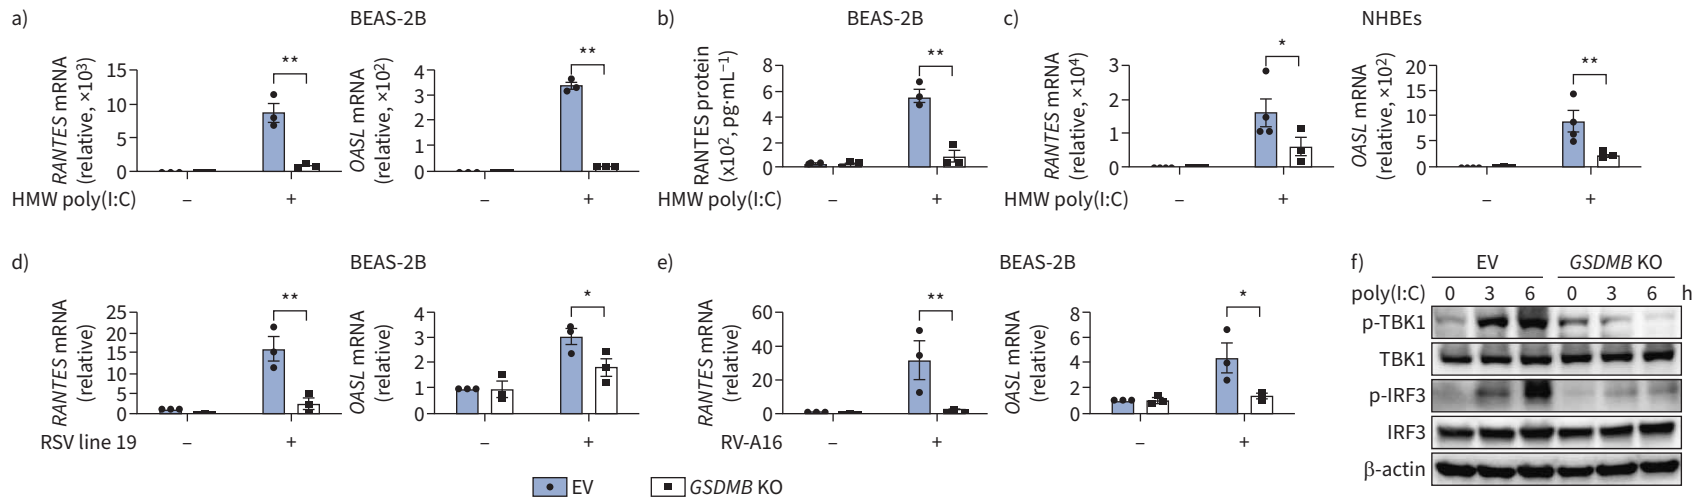 a)
BEAS-2B
RANTES mRNA
(relative, ×10³)
15
10
5
0
**
OASL mRNA
(relative, ×10²)
4
3
2
1
0
**
HMW poly(I:C)
–
+
–
+
b)
BEAS-2B
RANTES protein
(x10², pg·mL⁻¹)
8
6
4
2
0
**
HMW poly(I:C)
–
+
c)
NHBEs
RANTES mRNA
(relative, ×10⁴)
3
2
1
0
*
OASL mRNA
(relative, ×10²)
20
15
10
5
0
**
HMW poly(I:C)
–
+
–
+
d)
BEAS-2B
RANTES mRNA
(relative)
25
20
15
10
5
0
**
OASL mRNA
(relative)
4
3
2
1
0
*
RSV line 19
–
+
–
+
e)
BEAS-2B
RANTES mRNA
(relative)
60
40
20
0
**
OASL mRNA
(relative)
8
6
4
2
0
*
RV-A16
–
+
–
+
f)
EV
GSDMB KO
poly(I:C) 0 3 6 0 3 6 h
p-TBK1
TBK1
p-IRF3
IRF3
β-actin
EV
GSDMB KO